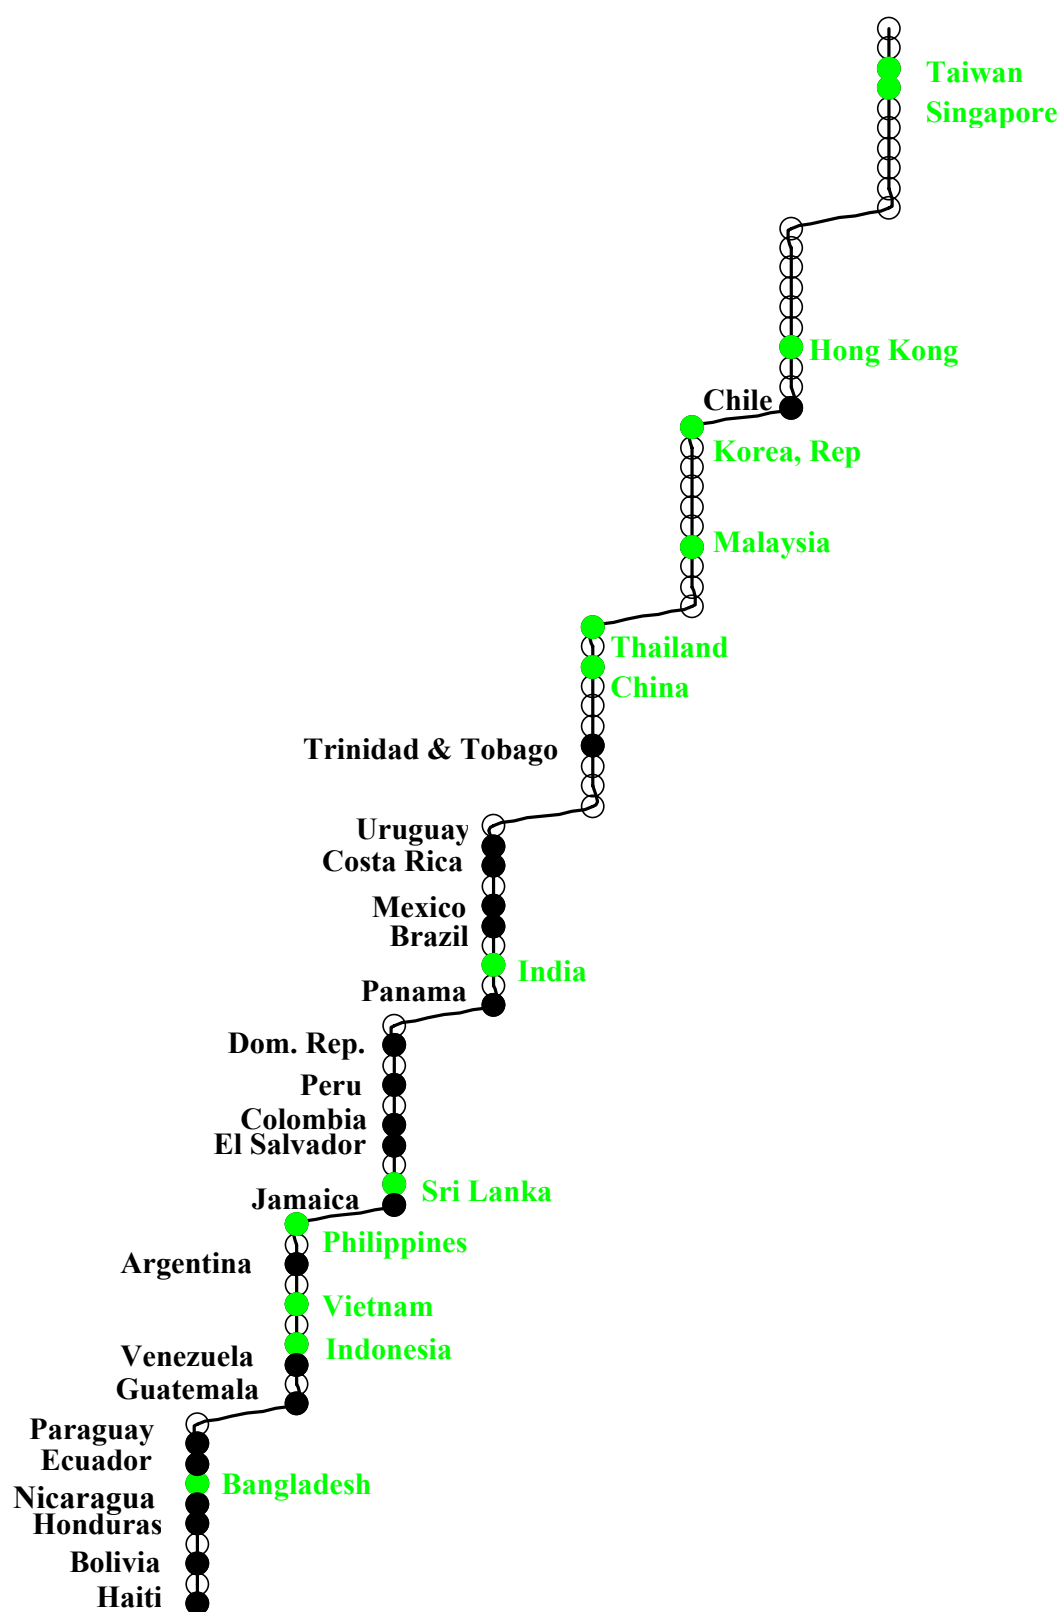 Taiwan
Singapore
Hong Kong
Chile
Korea, Rep
Malaysia
Thailand
China
Trinidad & Tobago
Uruguay
Costa Rica
Mexico
Brazil
India
Panama
Dom. Rep.
Peru
Colombia
El Salvador
Sri Lanka
Jamaica
Philippines
Argentina
Vietnam
Indonesia
Venezuela
Guatemala
Paraguay
Ecuador
Bangladesh
Nicaragua
Honduras
Bolivia
Haiti